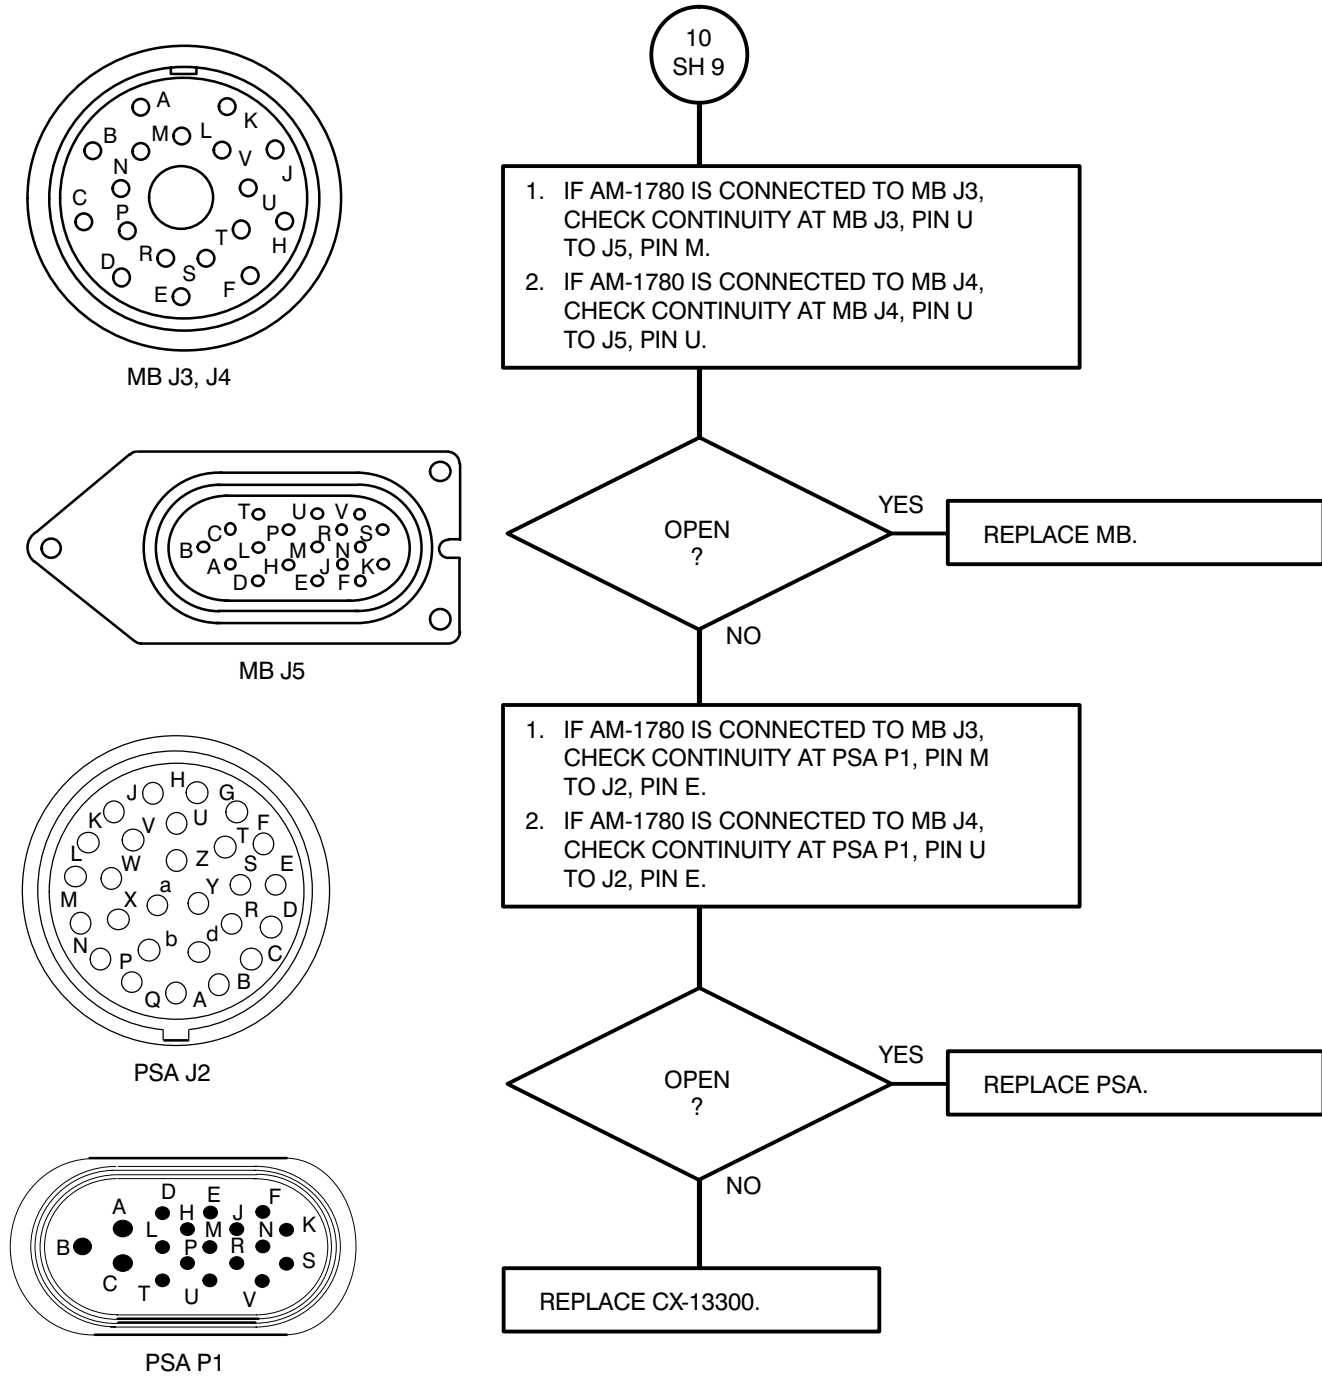 10
SH 9
1. IF AM-1780 IS CONNECTED TO MB J3,
CHECK CONTINUITY AT MB J3, PIN U
TO J5, PIN M.
2. IF AM-1780 IS CONNECTED TO MB J4,
CHECK CONTINUITY AT MB J4, PIN U
TO J5, PIN U.
OPEN
?
YES
REPLACE MB.
NO
1. IF AM-1780 IS CONNECTED TO MB J3,
CHECK CONTINUITY AT PSA P1, PIN M
TO J2, PIN E.
2. IF AM-1780 IS CONNECTED TO MB J4,
CHECK CONTINUITY AT PSA P1, PIN U
TO J2, PIN E.
OPEN
?
YES
REPLACE PSA.
NO
REPLACE CX-13300.
A
K
B M L
N V J
C P U
T H
D R S
E F
MB J3, J4
T U V
C P R S
B L M N
A H J K
D E F
MB J5
J H G
K V U F
L W Z T S E
a Y
M X R D
N b d C
P B
Q A
PSA J2
D E F
A H J K
L M N
B P R
C S
T U V
PSA P1